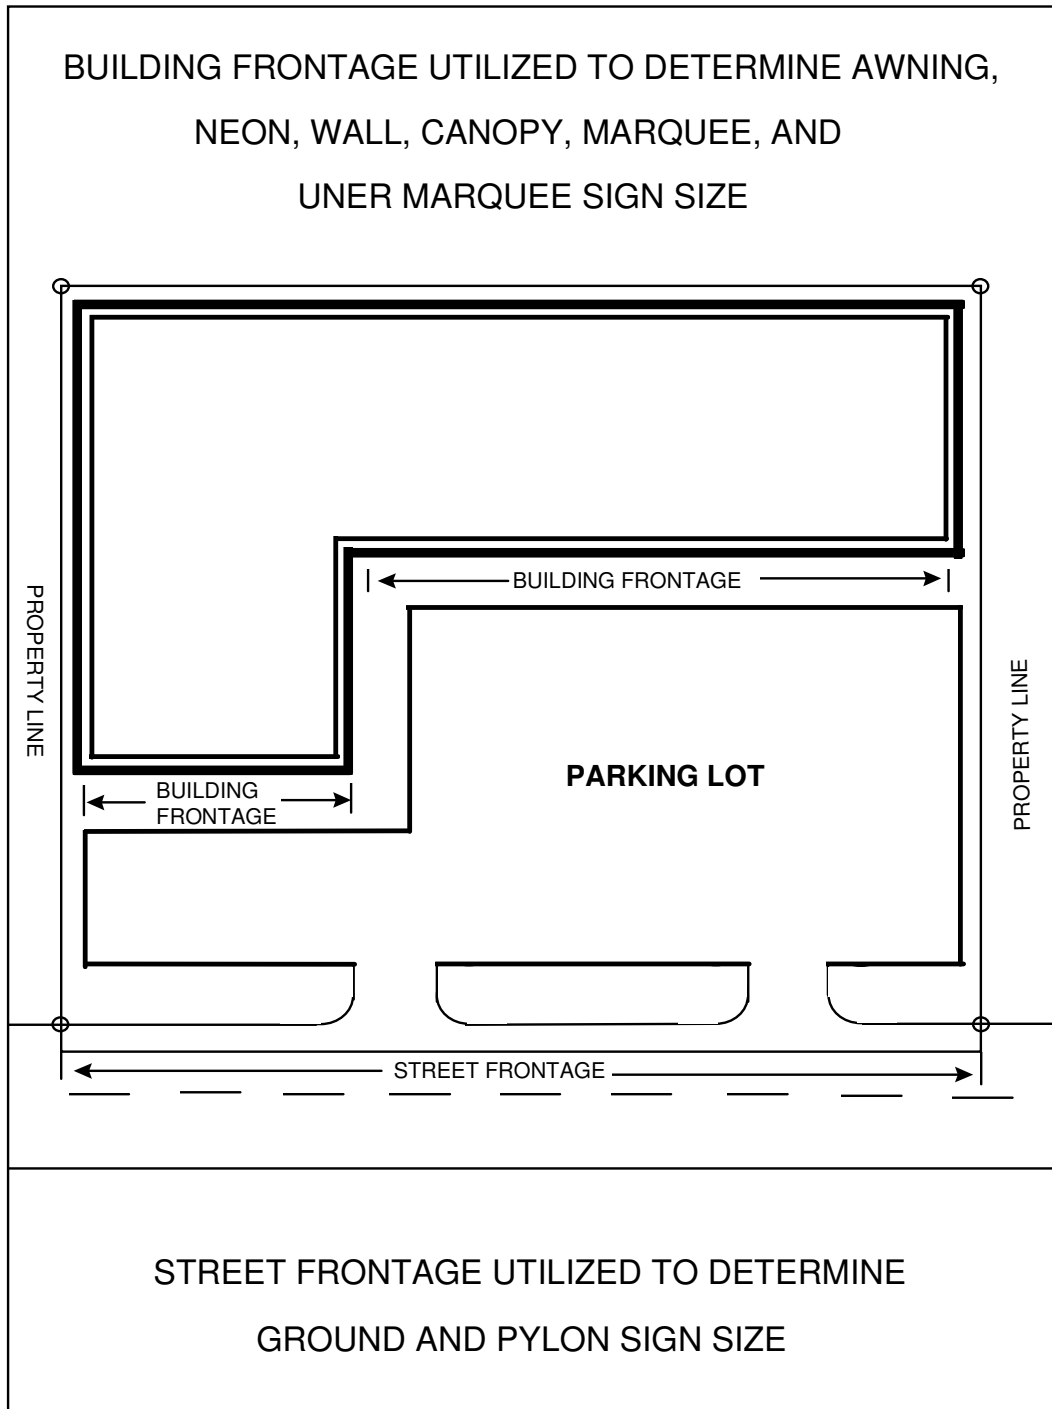 BUILDING FRONTAGE UTILIZED TO DETERMINE AWNING,
NEON, WALL, CANOPY, MARQUEE, AND
UNER MARQUEE SIGN SIZE
BUILDING FRONTAGE
PROPERTY LINE
PROPERTY LINE
PARKING LOT
BUILDING
FRONTAGE
STREET FRONTAGE
STREET FRONTAGE UTILIZED TO DETERMINE
GROUND AND PYLON SIGN SIZE